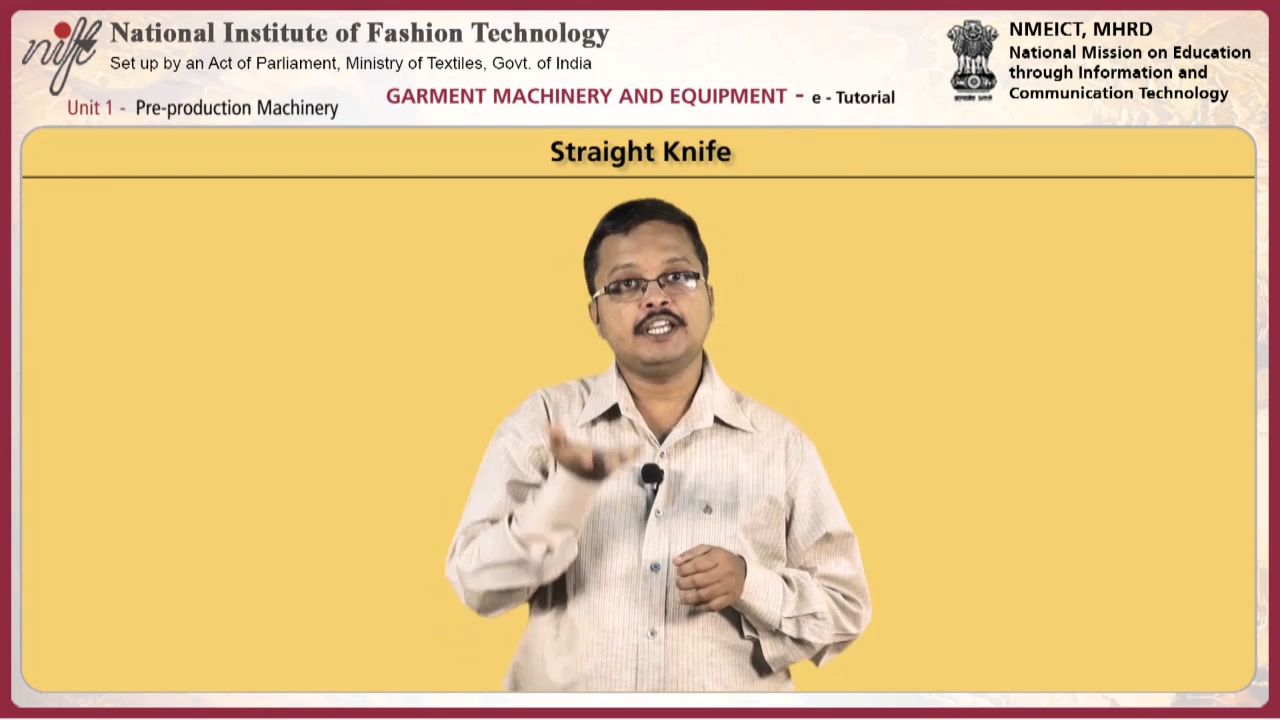 nift
National Institute of Fashion Technology
Set up by an Act of Parliament, Ministry of Textiles, Govt. of India
Unit 1 - Pre-production Machinery
GARMENT MACHINERY AND EQUIPMENT - e - Tutorial
NMEICT, MHRD
National Mission on Education
through Information and
Communication Technology
Straight Knife